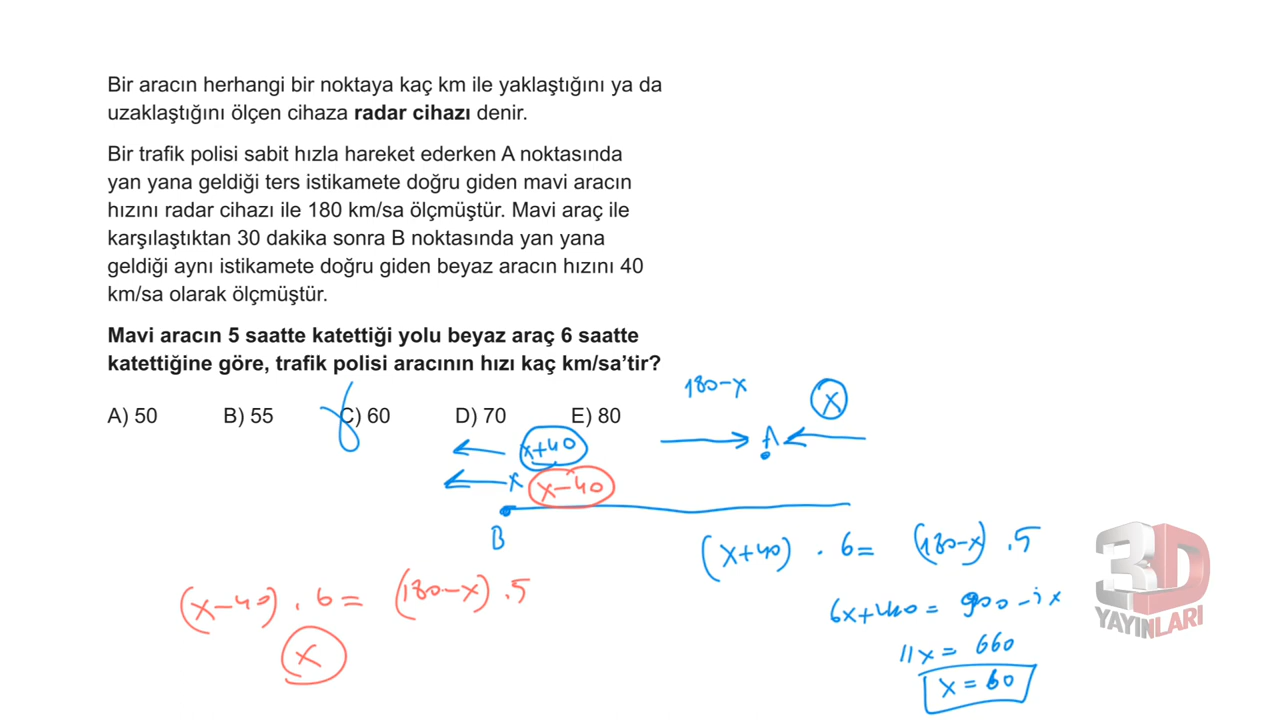 Bir aracın herhangi bir noktaya kaç km ile yaklaştığını ya da
uzaklaştığını ölçen cihaza radar cihazı denir.
Bir trafik polisi sabit hızla hareket ederken A noktasında
yan yana geldiği ters istikamete doğru giden mavi aracın
hızını radar cihazı ile 180 km/sa ölçmüştür. Mavi araç ile
karşılaştıktan 30 dakika sonra B noktasında yan yana
geldiği aynı istikamete doğru giden beyaz aracın hızını 40
km/sa olarak ölçmüştür.
Mavi aracın 5 saatte katettiği yolu beyaz araç 6 saatte
katettiğine göre, trafik polisi aracının hızı kaç km/sa’tir?
A) 50 B) 55 C) 60 D) 70 E) 80
180-x
x
A
x+40
x
x-40
B
(x+40) . 6 = (180-x) .5
(x-40) . 6 = (180-x) .5
x
11x = 660
x = 60
3D
YAYINLARI